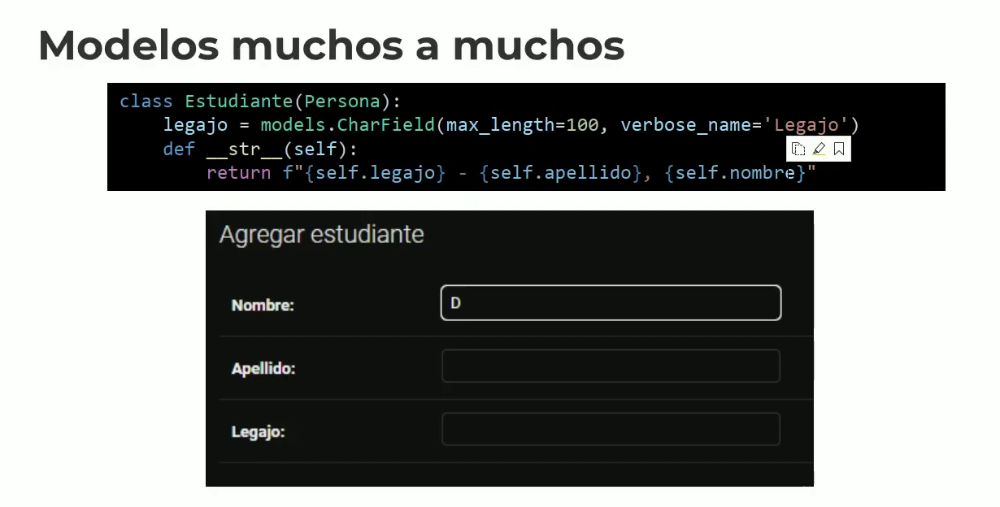 Modelos muchos a muchos
class Estudiante(Persona):
    legajo = models.CharField(max_length=100, verbose_name='Legajo')
    def __str__(self):
        return f"{self.legajo} - {self.apellido}, {self.nombre}"
Agregar estudiante
Nombre: D
Apellido:
Legajo: